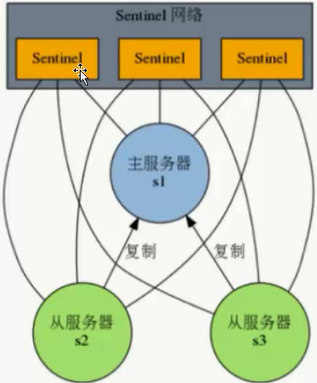 Sentinel 网络
Sentinel
Sentinel
Sentinel
主服务器
s1
复制
复制
从服务器
s2
从服务器
s3